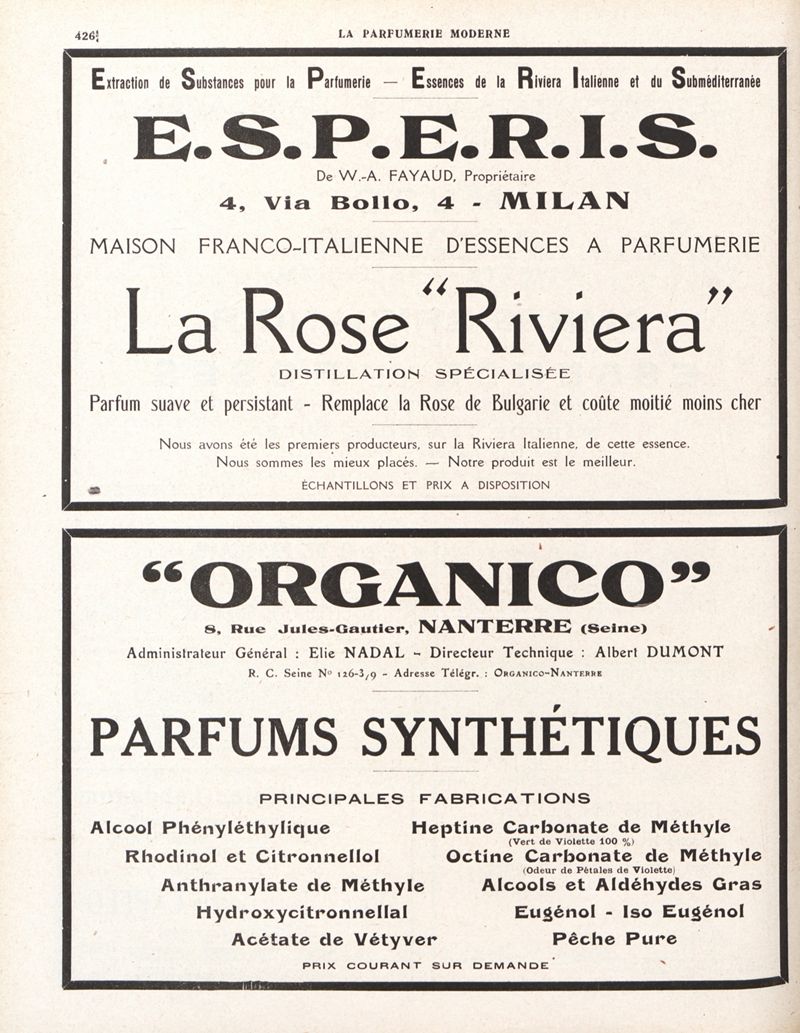 426⁴
LA PARFUMERIE MODERNE
Extraction de Substances pour la Parfumerie — Essences de la Riviera Italienne et du Subméditerranée
E.S.P.E.R.I.S.
De W.-A. FAYAUD, Propriétaire
4, Via Bollo, 4 - MILAN
MAISON FRANCO-ITALIENNE D'ESSENCES A PARFUMERIE
La Rose "Riviera"
DISTILLATION SPÉCIALISÉE
Parfum suave et persistant - Remplace la Rose de Bulgarie et coûte moitié moins cher
Nous avons été les premiers producteurs, sur la Riviera Italienne, de cette essence.
Nous sommes les mieux placés. — Notre produit est le meilleur.
ÉCHANTILLONS ET PRIX A DISPOSITION
"ORGANICO"
8, Rue Jules-Gautier, NANTERRE (Seine)
Administrateur Général : Elie NADAL - Directeur Technique : Albert DUMONT
R. C. Seine No 126-3/9 - Adresse Télégr. : ORGANICO-NANTERRE
PARFUMS SYNTHÉTIQUES
PRINCIPALES FABRICATIONS
Alcool Phényléthylique
Rhodinol et Citronnellol
Anthranylate de Méthyle
Hydroxycitronnellal
Acétate de Vétyver
Heptine Carbonate de Méthyle
(Vert de Violette 100 %)
Octine Carbonate de Méthyle
(Odeur de Pétales de Violette)
Alcools et Aldéhydes Gras
Eugénol - Iso Eugénol
Pêche Pure
PRIX COURANT SUR DEMANDE